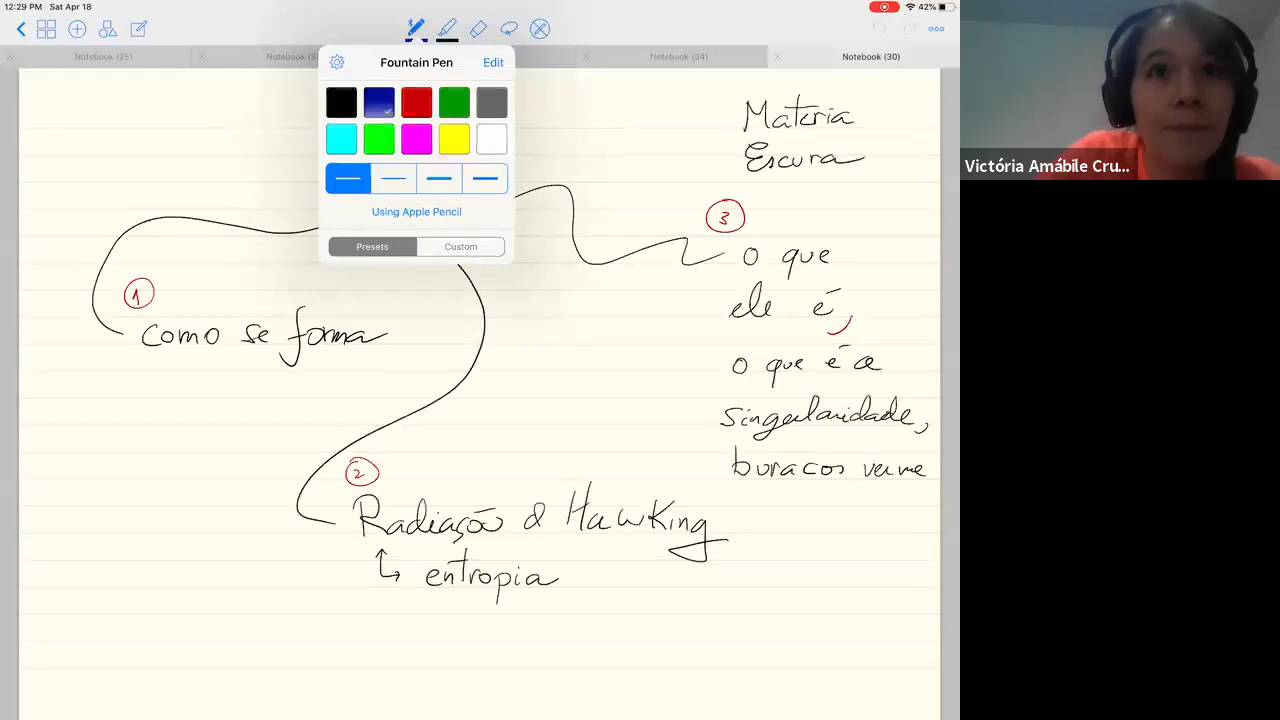 12:29 PM Sat Apr 18
42%
Notebook (25)
Notebook (34)
Notebook (30)
Fountain Pen
Edit
Using Apple Pencil
Presets
Custom
Victória Amábile Cru...
Materia
Escura
3
o que
ele é,
o que é a
singularidade,
buracos verme
1
como se forma
2
Radiação d Hawking
↳ entropia